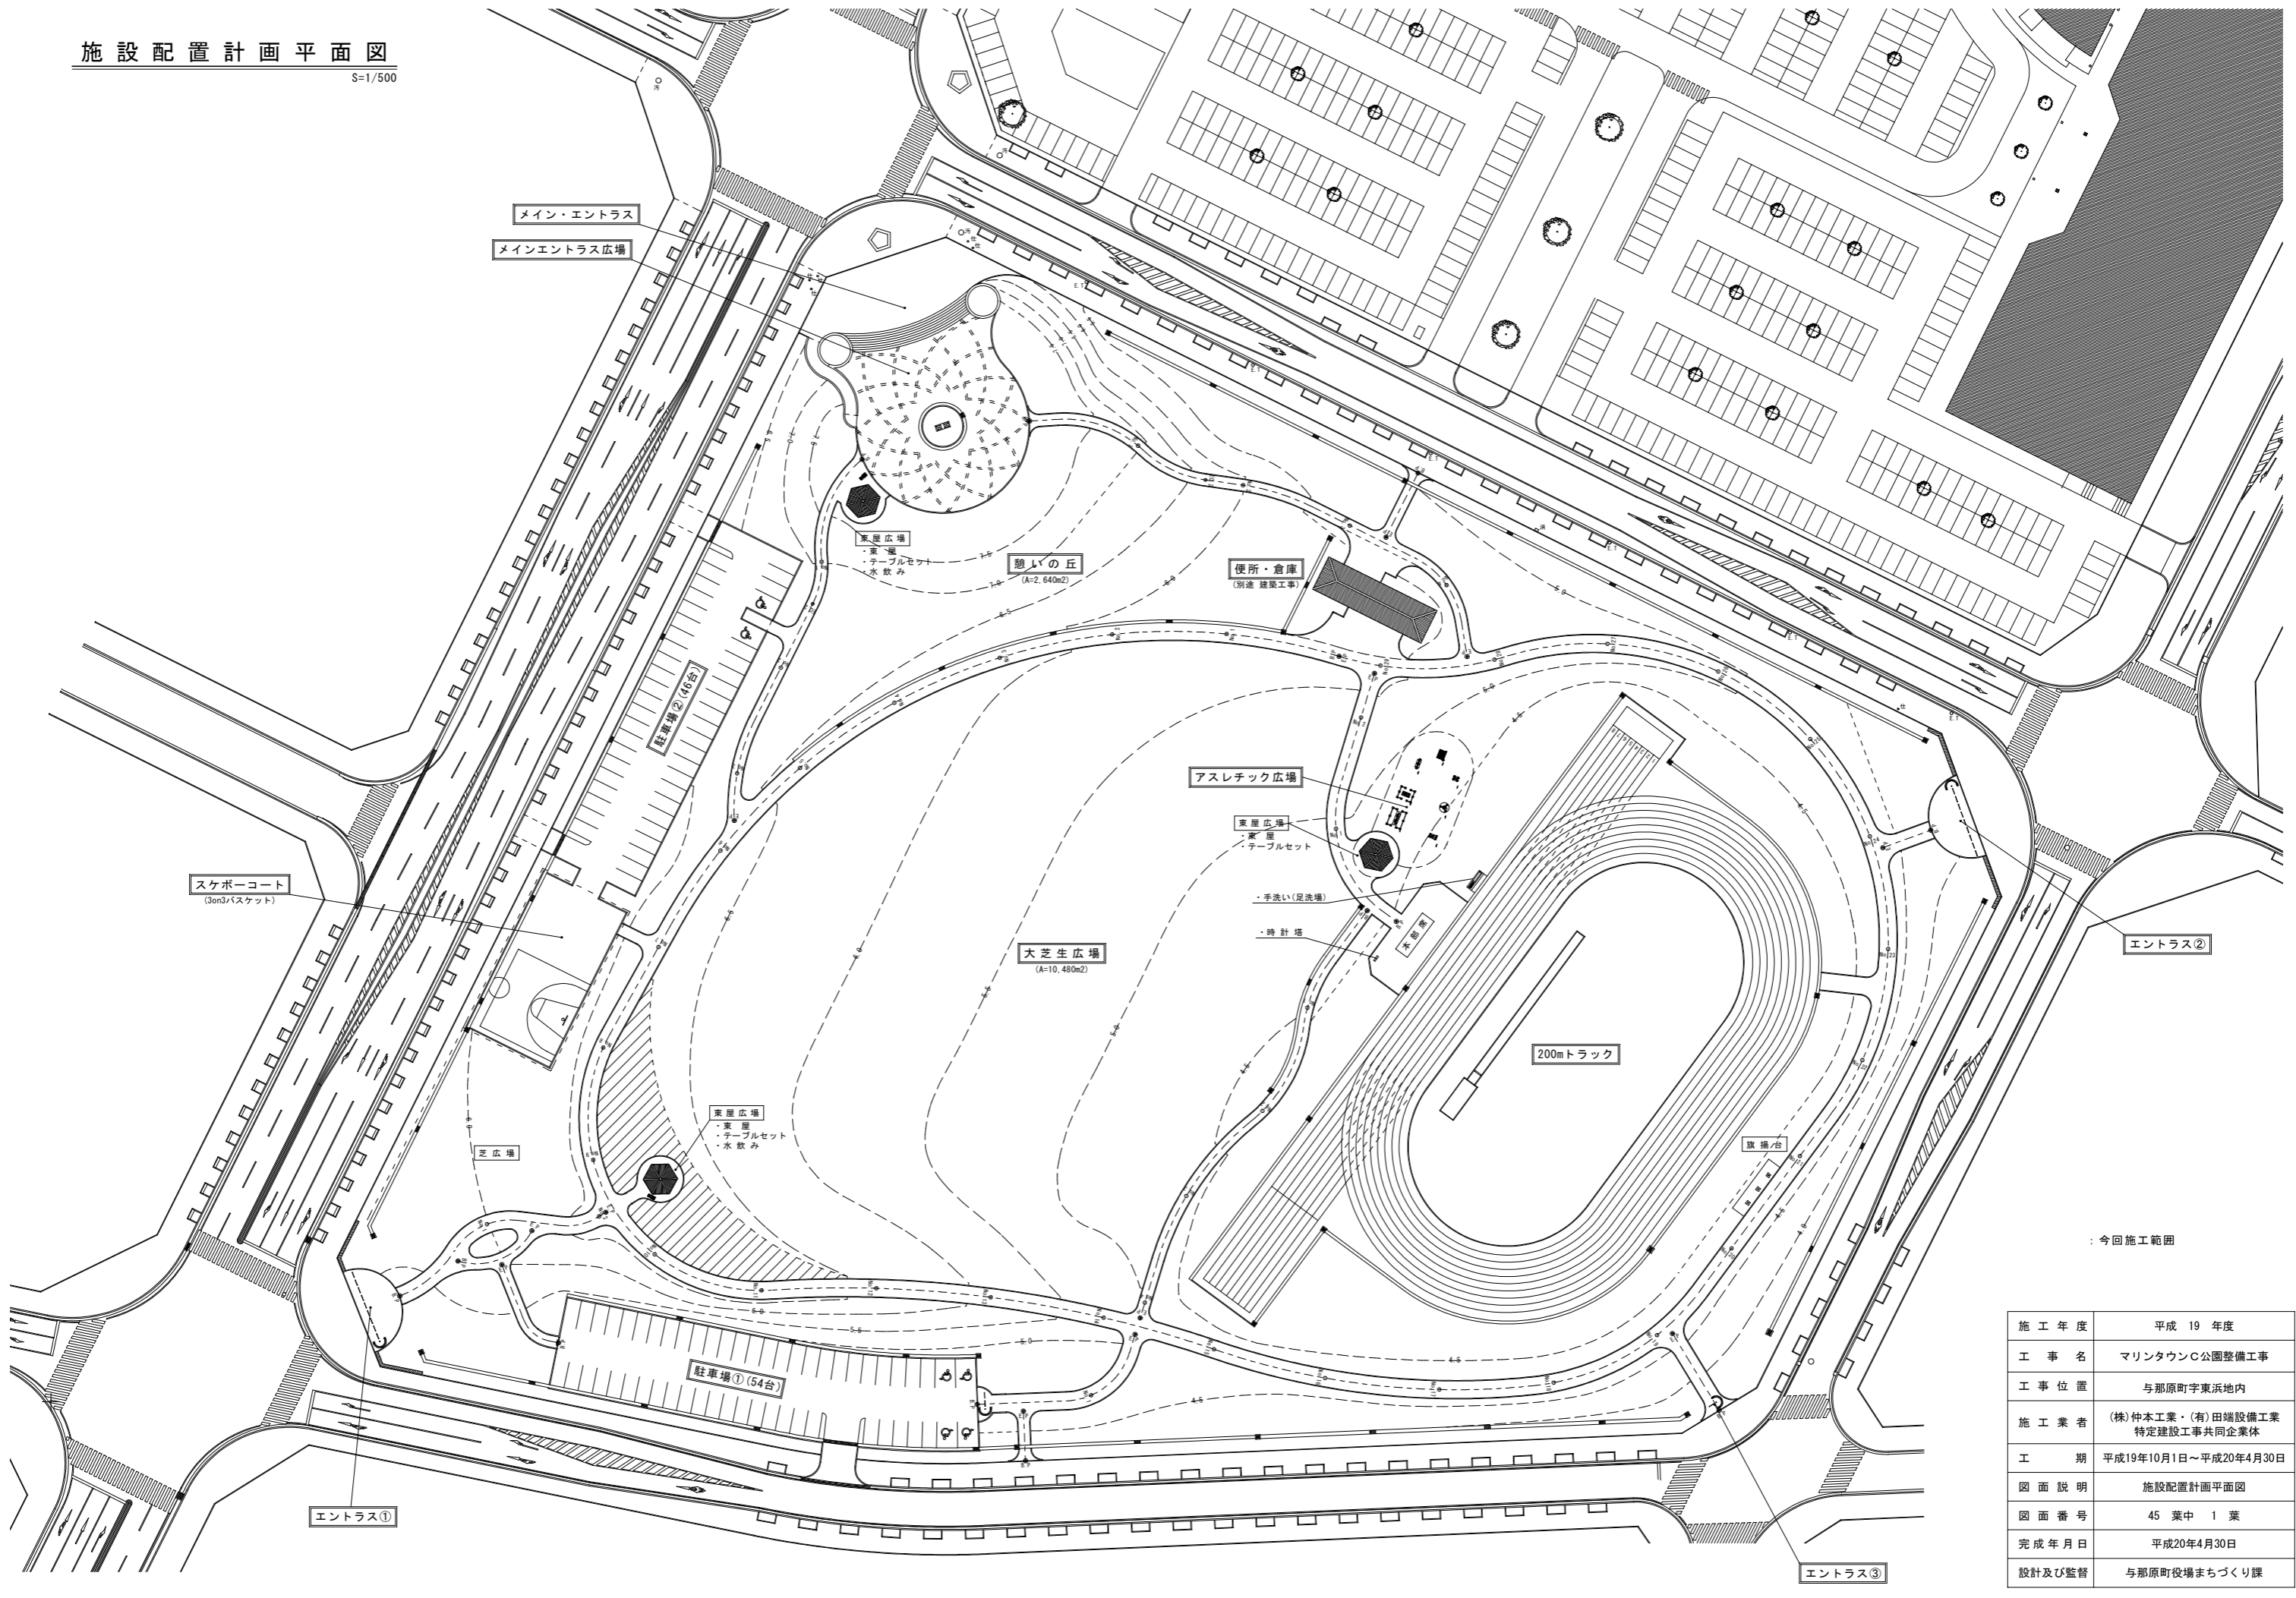 施設配置計画平面図
S=1/500
メイン・エントラス
メインエントラス広場
東屋広場
・東 屋
・テーブルセット
・水飲み
憩いの丘
(A=2,640m2)
便所・倉庫
(別途 建築工事)
駐車場②(46台)
アスレチック広場
東屋広場
・東 屋
・テーブルセット
・手洗い(足洗場)
・時計塔
本部席
スケボーコート
(3on3バスケット)
大芝生広場
(A=10,480m2)
エントラス②
200mトラック
東屋広場
・東 屋
・テーブルセット
・水飲み
芝広場
旗揚台
駐車場①(54台)
エントラス①
エントラス③
：今回施工範囲
施工年度 平成 19 年度
工事名 マリンタウンC公園整備工事
工事位置 与那原町字東浜地内
施工業者 (株)仲本工業・(有)田端設備工業
特定建設工事共同企業体
工期 平成19年10月1日～平成20年4月30日
図面説明 施設配置計画平面図
図面番号 45 葉中 1 葉
完成年月日 平成20年4月30日
設計及び監督 与那原町役場まちづくり課